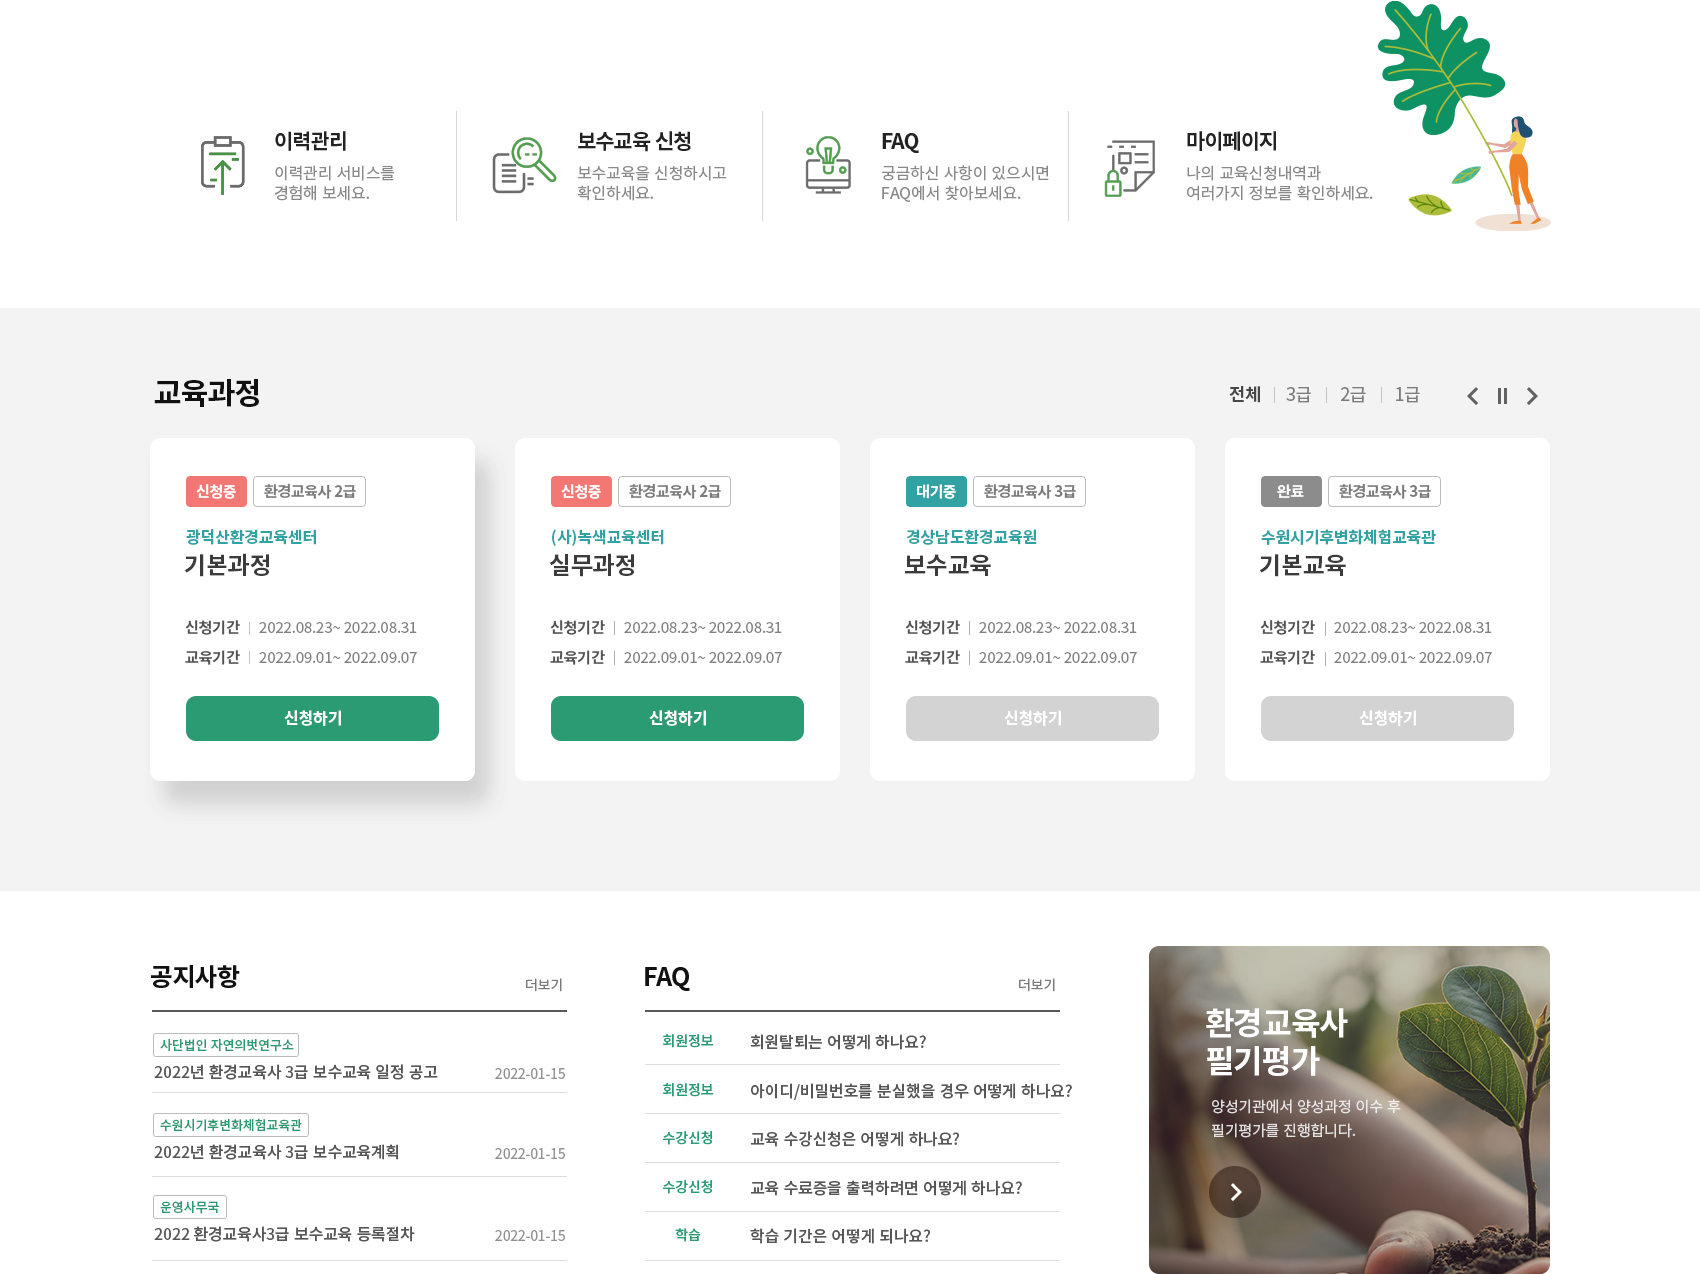 이력관리
이력관리 서비스를
경험해 보세요.
보수교육 신청
보수교육을 신청하시고
확인하세요.
FAQ
궁금하신 사항이 있으시면
FAQ에서 찾아보세요.
마이페이지
나의 교육신청내역과
여러가지 정보를 확인하세요.
교육과정
전체 3급 2급 1급
신청중 환경교육사 2급
광덕산환경교육센터
기본과정
신청기간 2022.08.23~ 2022.08.31
교육기간 2022.09.01~ 2022.09.07
신청하기
신청중 환경교육사 2급
(사)녹색교육센터
실무과정
신청기간 2022.08.23~ 2022.08.31
교육기간 2022.09.01~ 2022.09.07
신청하기
대기중 환경교육사 3급
경상남도환경교육원
보수교육
신청기간 2022.08.23~ 2022.08.31
교육기간 2022.09.01~ 2022.09.07
신청하기
완료 환경교육사 3급
수원시기후변화체험교육관
기본교육
신청기간 2022.08.23~ 2022.08.31
교육기간 2022.09.01~ 2022.09.07
신청하기
공지사항 더보기
사단법인 자연의벗연구소
2022년 환경교육사 3급 보수교육 일정 공고 2022-01-15
수원시기후변화체험교육관
2022년 환경교육사 3급 보수교육계획 2022-01-15
운영사무국
2022 환경교육사3급 보수교육 등록절차 2022-01-15
FAQ 더보기
회원정보 회원탈퇴는 어떻게 하나요?
회원정보 아이디/비밀번호를 분실했을 경우 어떻게 하나요?
수강신청 교육 수강신청은 어떻게 하나요?
수강신청 교육 수료증을 출력하려면 어떻게 하나요?
학습 학습 기간은 어떻게 되나요?
환경교육사
필기평가
양성기관에서 양성과정 이수 후
필기평가를 진행합니다.